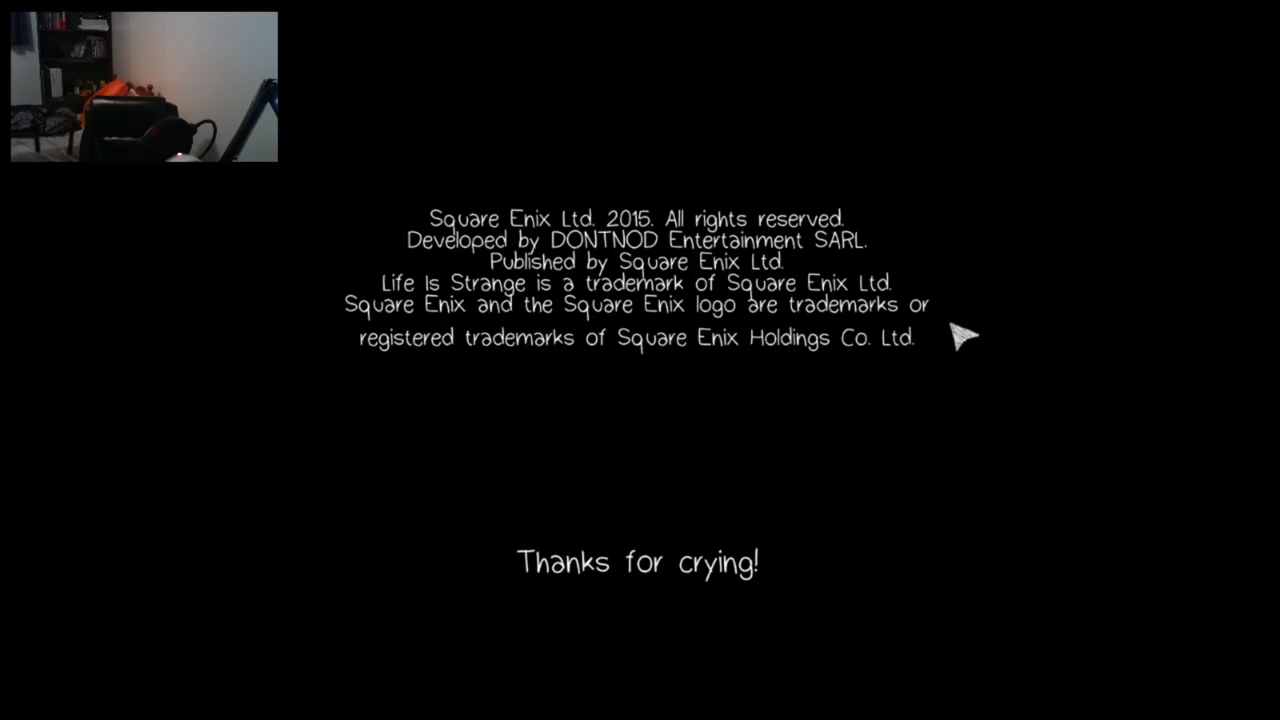 Square Enix Ltd. 2015. All rights reserved.
Developed by DONTNOD Entertainment SARL.
Published by Square Enix Ltd.
Life Is Strange is a trademark of Square Enix Ltd.
Square Enix and the Square Enix logo are trademarks or
registered trademarks of Square Enix Holdings Co. Ltd.
Thanks for crying!